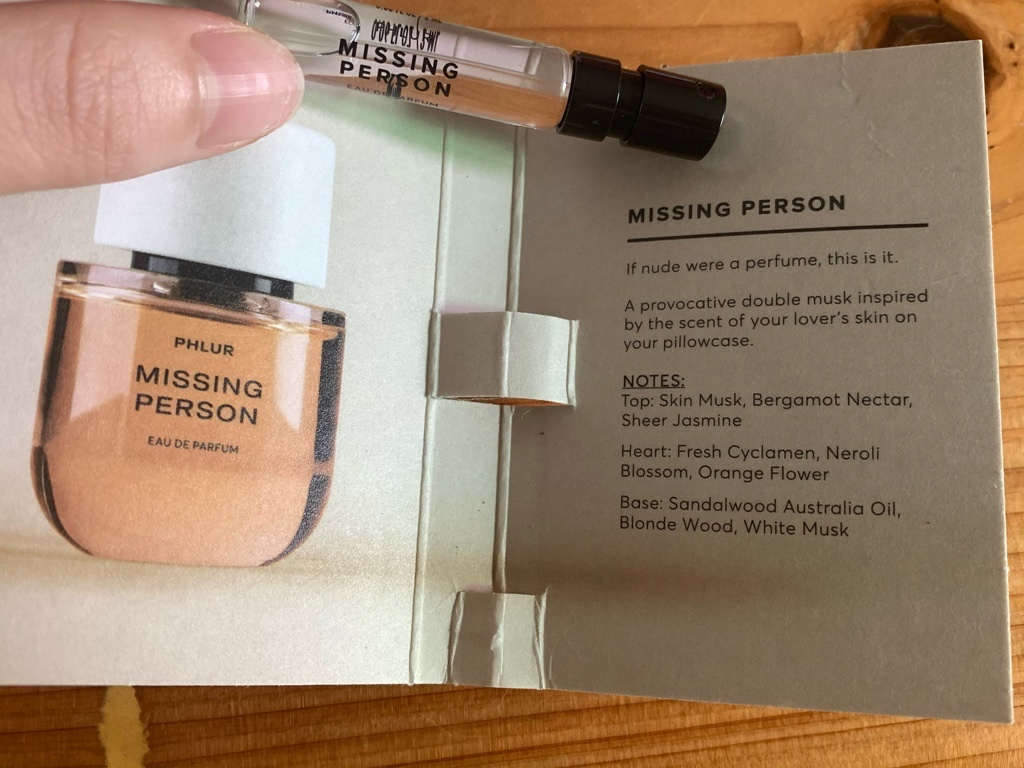 MISSING
PERSON
EAU DE PARFUM
PHLUR
MISSING
PERSON
EAU DE PARFUM
MISSING PERSON
If nude were a perfume, this is it.
A provocative double musk inspired
by the scent of your lover's skin on
your pillowcase.
NOTES:
Top: Skin Musk, Bergamot Nectar,
Sheer Jasmine
Heart: Fresh Cyclamen, Neroli
Blossom, Orange Flower
Base: Sandalwood Australia Oil,
Blonde Wood, White Musk